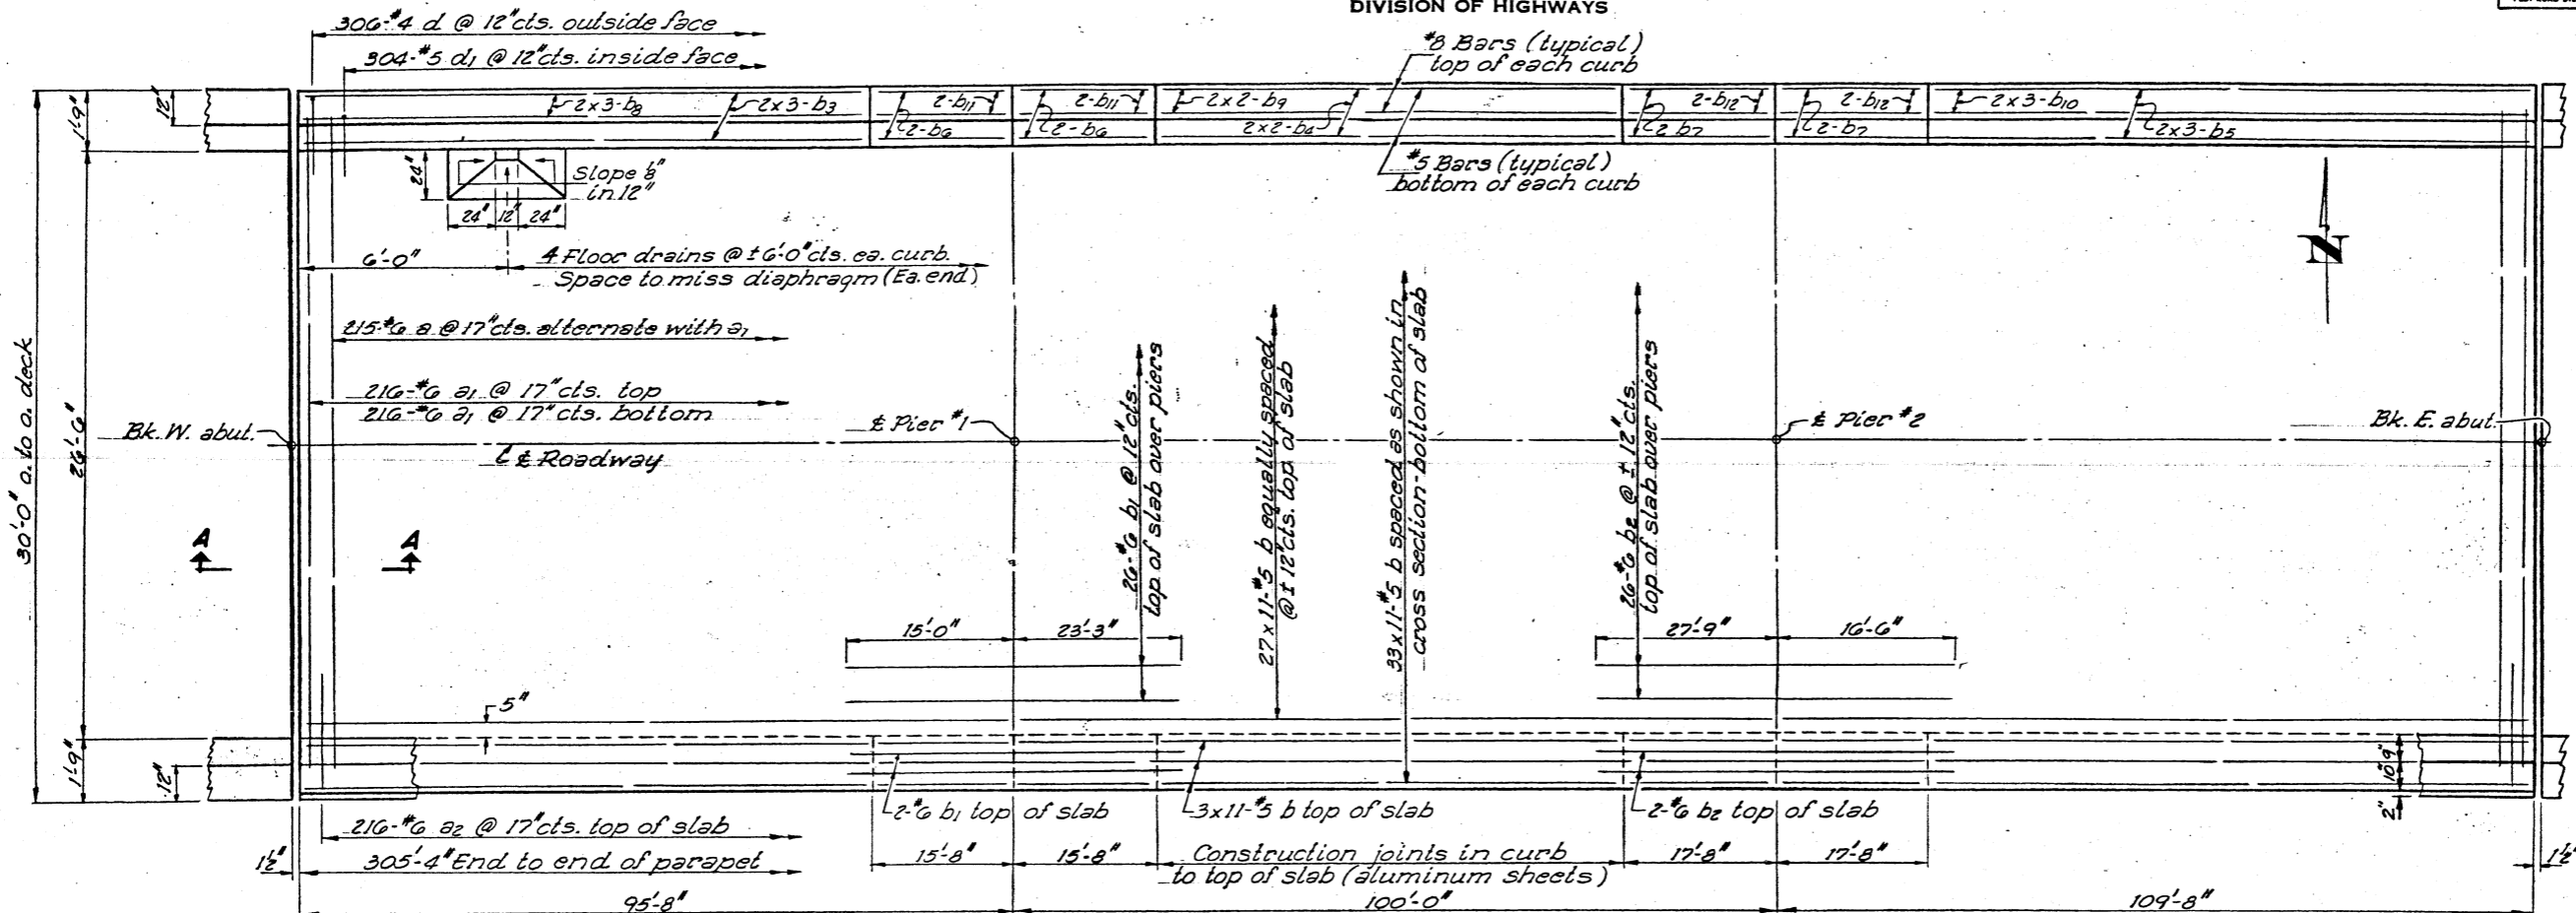 DIVISION OF HIGHWAYS
306-#4 d @ 12"cts. outside face
304-#5 d1 @ 12"cts. inside face
#8 Bars (typical)
top of each curb
12"
1'-9"
2x3-b8
2x3-b3
2-b11
2-b11
2x2-b9
2-b12
2-b12
2x3-b10
2-b6
2-b6
2x2-b4
2-b7
2-b7
2x3-b5
#5 Bars (typical)
bottom of each curb
24"
Slope 1/8"
in 12"
24"
12"
24"
N
6'-0"
4 Floor drains @ ±6'-0" cts. ea. curb.
Space to miss diaphragm (Ea. end)
215-#6 a @ 17"cts. alternate with a1
216-#6 a1 @ 17"cts. top
216-#6 a1 @ 17"cts. bottom
30'-0" o. to o. deck
26'-6"
Bk. W. abut.
℄ Roadway
℄ Pier #1
26-#6 b1 @ 12"cts.
top of slab over piers
27x11-#5 b equally spaced
@ ± 12"cts. top of slab
33x11-#5 b spaced as shown in
cross section-bottom of slab
26-#6 b2 @ ± 12"cts.
top of slab over piers
℄ Pier #2
Bk. E. abut.
A
A
15'-0"
23'-3"
27'-9"
16'-6"
5"
1'-9"
12"
9"
10"
2"
2-#6 b1 top of slab
3x11-#5 b top of slab
2-#6 b2 top of slab
216-#6 a2 @ 17"cts. top of slab
1½"
305'-4" End to end of parapet
15'-8"
15'-8"
Construction joints in curb
to top of slab (aluminum sheets)
17'-8"
17'-8"
1½"
95'-8"
100'-0"
109'-8"